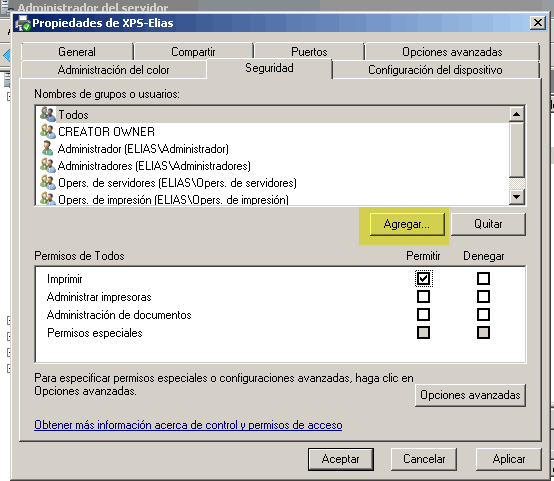 Administrador del servidor
Propiedades de XPS-Elias
General
Compartir
Puertos
Opciones avanzadas
Administración del color
Seguridad
Configuración del dispositivo
Nombres de grupos o usuarios:
Todos
CREATOR OWNER
Administrador (ELIAS\Administrador)
Administradores (ELIAS\Administradores)
Opers. de servidores (ELIAS\Opers. de servidores)
Opers. de impresión (ELIAS\Opers. de impresión)
Agregar...
Quitar
Permisos de Todos
Permitir
Denegar
Imprimir
Administrar impresoras
Administración de documentos
Permisos especiales
Para especificar permisos especiales o configuraciones avanzadas, haga clic en
Opciones avanzadas.
Opciones avanzadas
Obtener más información acerca de control y permisos de acceso
Aceptar
Cancelar
Aplicar